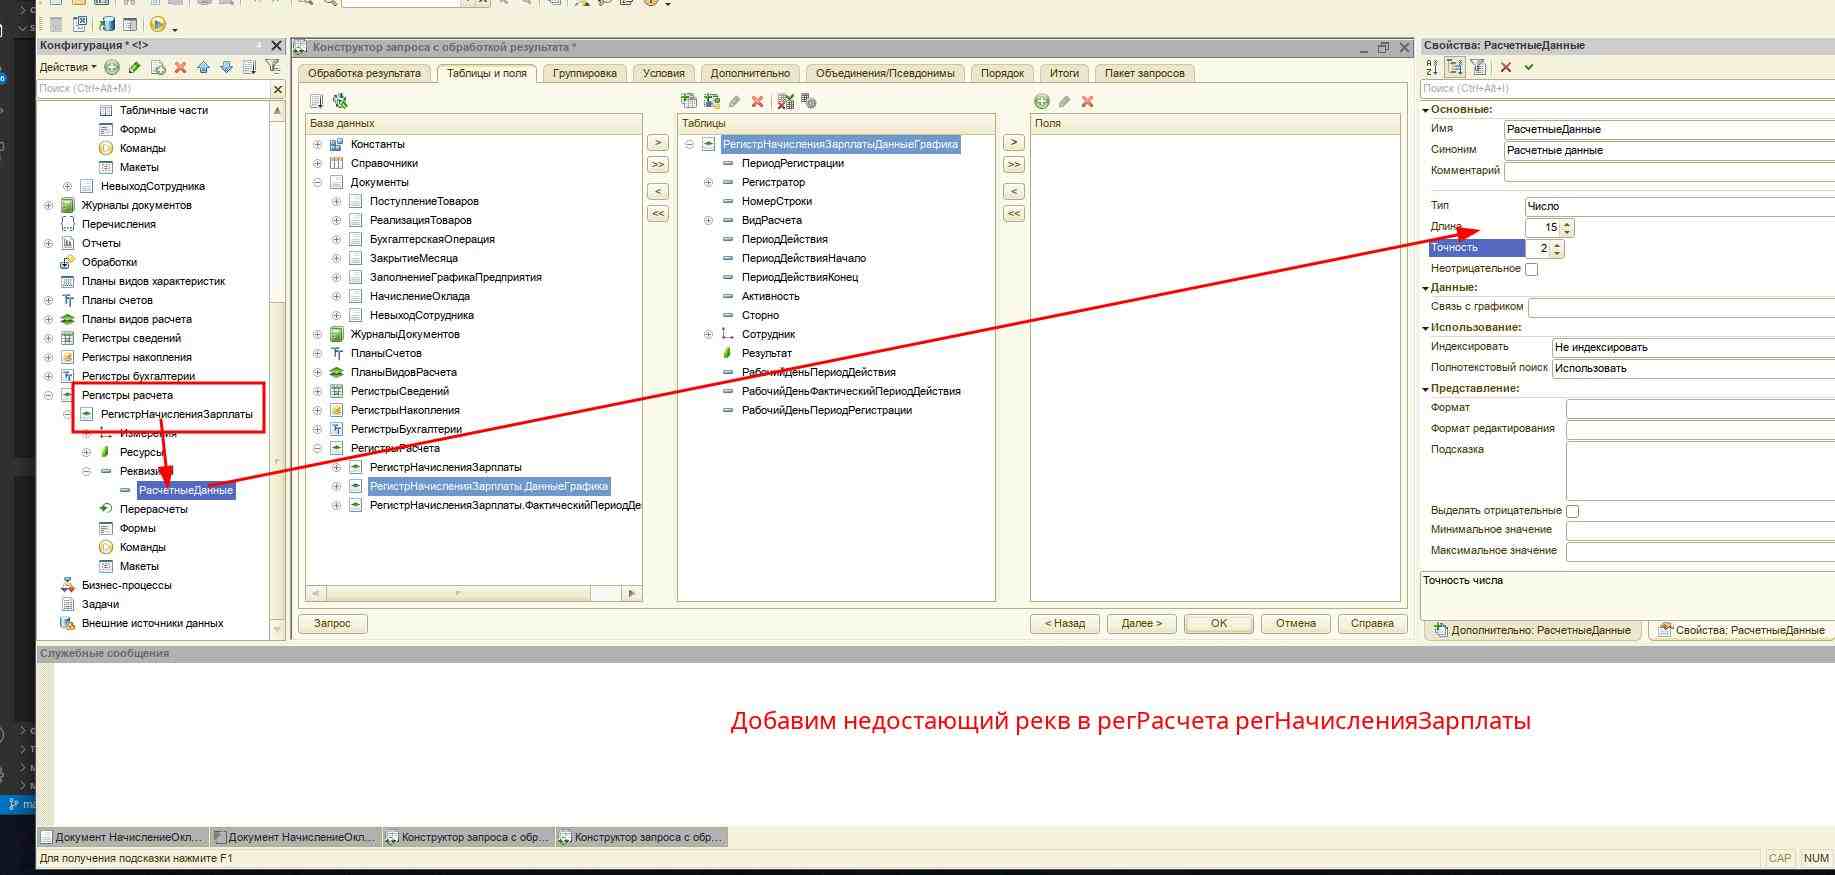 Конфигурация * <!>
Действия
Поиск (Ctrl+Alt+M)
Табличные части
Формы
Команды
Макеты
НевыходСотрудника
Журналы документов
Перечисления
Отчеты
Обработки
Планы видов характеристик
Планы счетов
Планы видов расчета
Регистры сведений
Регистры накопления
Регистры бухгалтерии
Регистры расчета
РегистрНачисленияЗарплаты
Измерения
Ресурсы
РасчетныеДанные
Перерасчеты
Формы
Команды
Макеты
Бизнес-процессы
Задачи
Внешние источники данных
Конструктор запроса с обработкой результата *
Обработка результата
Таблицы и поля
Группировка
Условия
Дополнительно
Объединения/Псевдонимы
Порядок
Итоги
Пакет запросов
База данных
Константы
Справочники
Документы
ПоступлениеТоваров
РеализацияТоваров
БухгалтерскаяОперация
ЗакрытиеМесяца
ЗаполнениеГрафикаПредприятия
НачислениеОклада
НевыходСотрудника
ЖурналыДокументов
ПланыСчетов
ПланыВидовРасчета
РегистрыСведений
РегистрыНакопления
РегистрыБухгалтерии
РегистрыРасчета
РегистрНачисленияЗарплаты
РегистрНачисленияЗарплаты.ДанныеГрафика
РегистрНачисленияЗарплаты.ФактическийПериодДе
>
>>
<
<<
Таблицы
РегистрНачисленияЗарплатыДанныеГрафика
ПериодРегистрации
Регистратор
НомерСтроки
ВидРасчета
ПериодДействия
ПериодДействияНачало
ПериодДействияКонец
Активность
Сторно
Сотрудник
Результат
РабочийДеньПериодДействия
РабочийДеньФактическийПериодДействия
РабочийДеньПериодРегистрации
>
>>
<
<<
Поля
Запрос
< Назад
Далее >
OK
Отмена
Справка
Свойства: РасчетныеДанные
Поиск (Ctrl+Alt+I)
Основные:
Имя РасчетныеДанные
Синоним Расчетные данные
Комментарий
Тип Число
Длина 15
Точность 2
Неотрицательное
Данные:
Связь с графиком
Использование:
Индексировать Не индексировать
Полнотекстовый поиск Использовать
Представление:
Формат
Формат редактирования
Подсказка
Выделять отрицательные
Минимальное значение
Максимальное значение
Точность числа
Дополнительно: РасчетныеДанные
Свойства: РасчетныеДанные
Служебные сообщения
Добавим недостающий рекв в регРасчета регНачисленияЗарплаты
Документ НачислениеОкл...
Документ НачислениеОкл...
Конструктор запроса с обр...
Конструктор запроса с обр...
Для получения подсказки нажмите F1
CAP
NUM